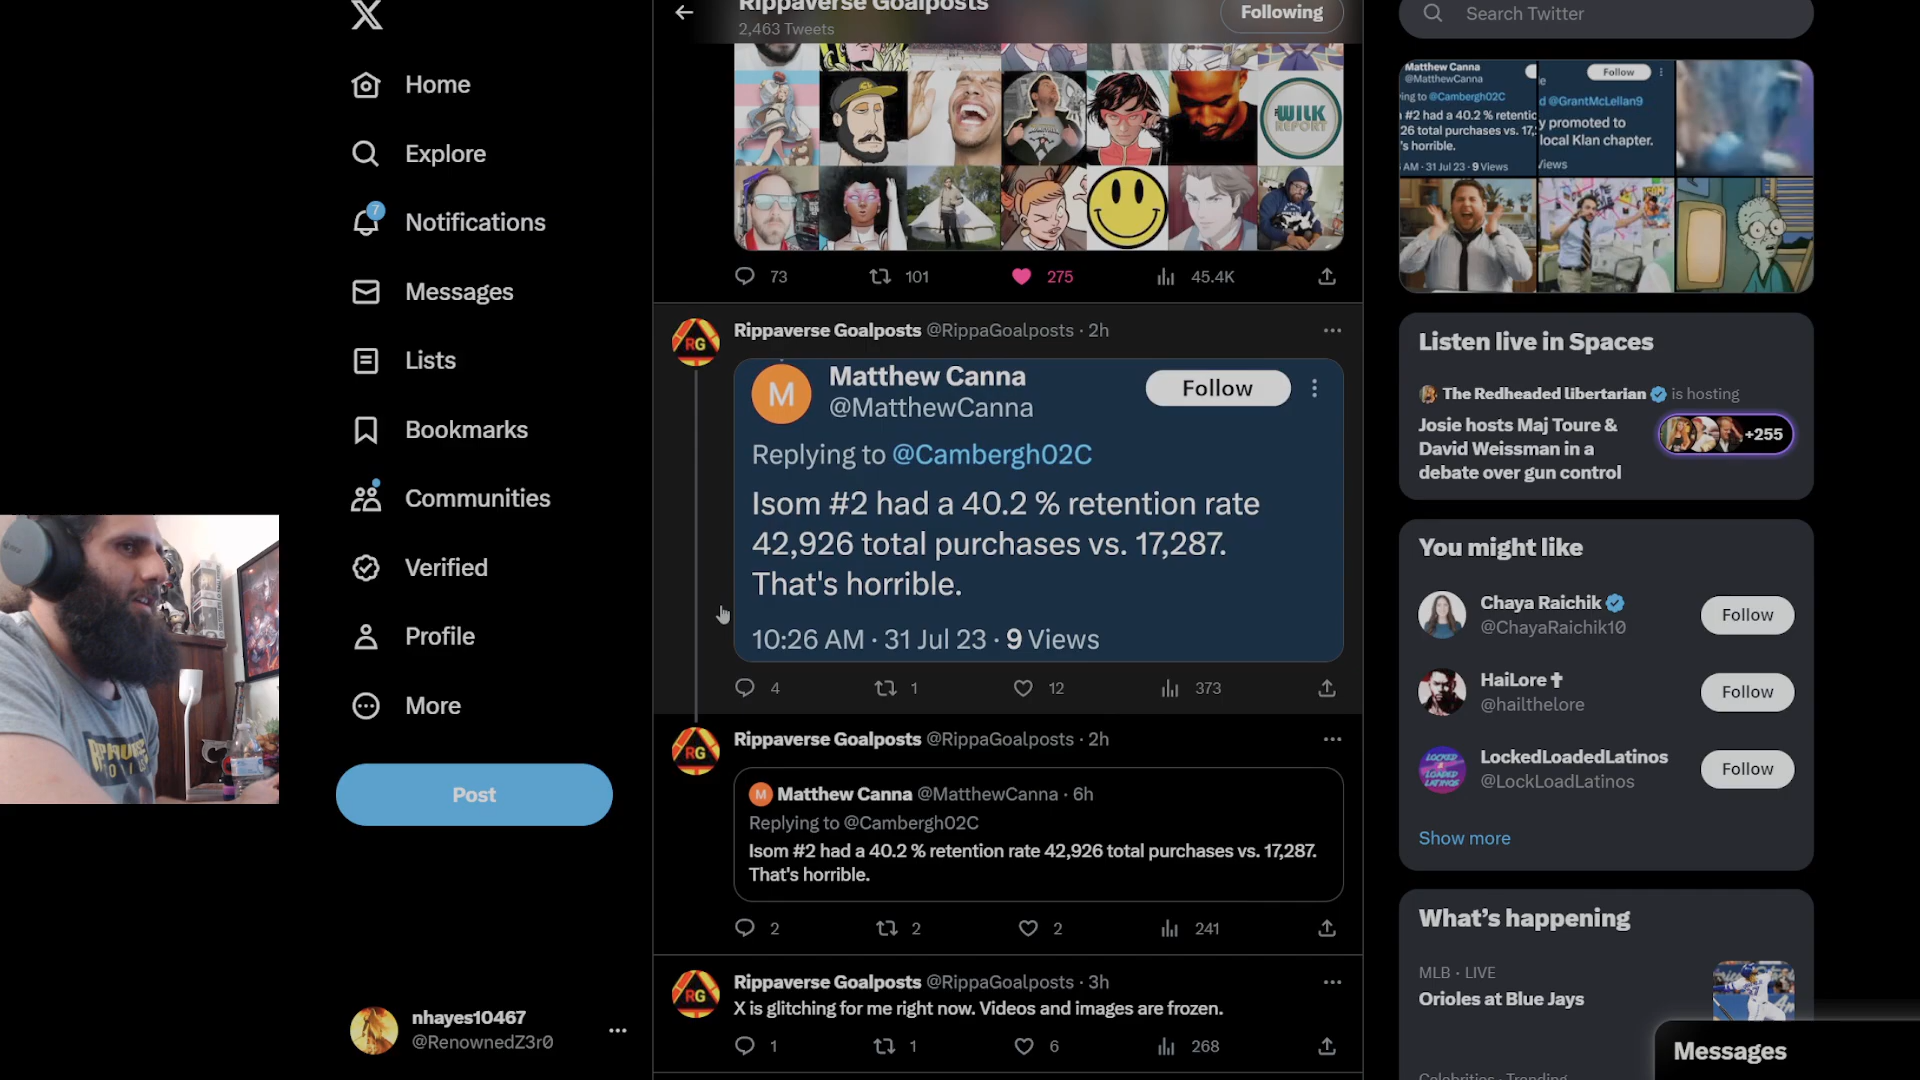 Rippaverse Goalposts
2,463 Tweets
Following
Search Twitter
Home
Explore
7
Notifications
Messages
Lists
Bookmarks
Communities
Verified
Profile
More
Post
nhayes10467
@RenownedZ3r0
THE WILK
REPORT
73
101
275
45.4K
Rippaverse Goalposts @RippaGoalposts · 2h
RG
M
Matthew Canna
@MatthewCanna
Follow
Replying to @Cambergh02C
Isom #2 had a 40.2 % retention rate
42,926 total purchases vs. 17,287.
That's horrible.
10:26 AM · 31 Jul 23 · 9 Views
4
1
12
373
Rippaverse Goalposts @RippaGoalposts · 2h
RG
M Matthew Canna @MatthewCanna · 6h
Replying to @Cambergh02C
Isom #2 had a 40.2 % retention rate 42,926 total purchases vs. 17,287.
That's horrible.
2
2
2
241
Rippaverse Goalposts @RippaGoalposts · 3h
RG
X is glitching for me right now. Videos and images are frozen.
1
1
6
268
Matthew Canna
@MatthewCanna
ing to @Cambergh02C
#2 had a 40.2 % retentio
26 total purchases vs. 17,
's horrible.
AM · 31 Jul 23 · 9 Views
Follow
d @GrantMcLellan9
y promoted to
local Klan chapter.
Views
Listen live in Spaces
The Redheaded libertarian is hosting
Josie hosts Maj Toure &
David Weissman in a
debate over gun control
+255
You might like
Chaya Raichik
@ChayaRaichik10
Follow
HaiLore✝
@hailthelore
Follow
LockedLoadedLatinos
@LockLoadLatinos
Follow
Show more
What's happening
MLB · LIVE
Orioles at Blue Jays
Celebrities · Trending
Messages